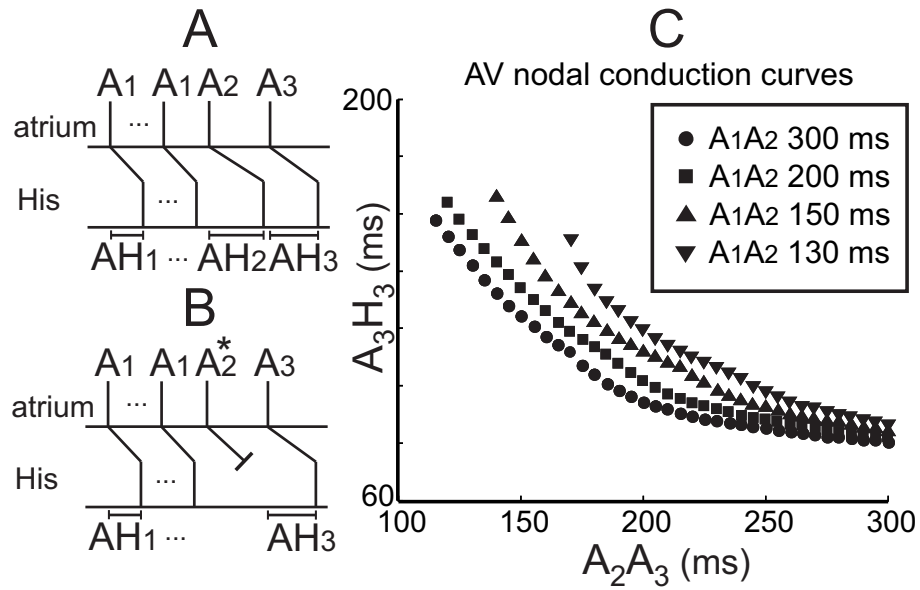 A
A1 A1 A2 A3
atrium ...
His ...
AH1 ... AH2 AH3
B
A1 A1 A2* A3
atrium ...
His ...
AH1 ... AH3
C
AV nodal conduction curves
200
A3H3 (ms)
60
A1A2 300 ms
A1A2 200 ms
A1A2 150 ms
A1A2 130 ms
100 150 200 250 300
A2A3 (ms)